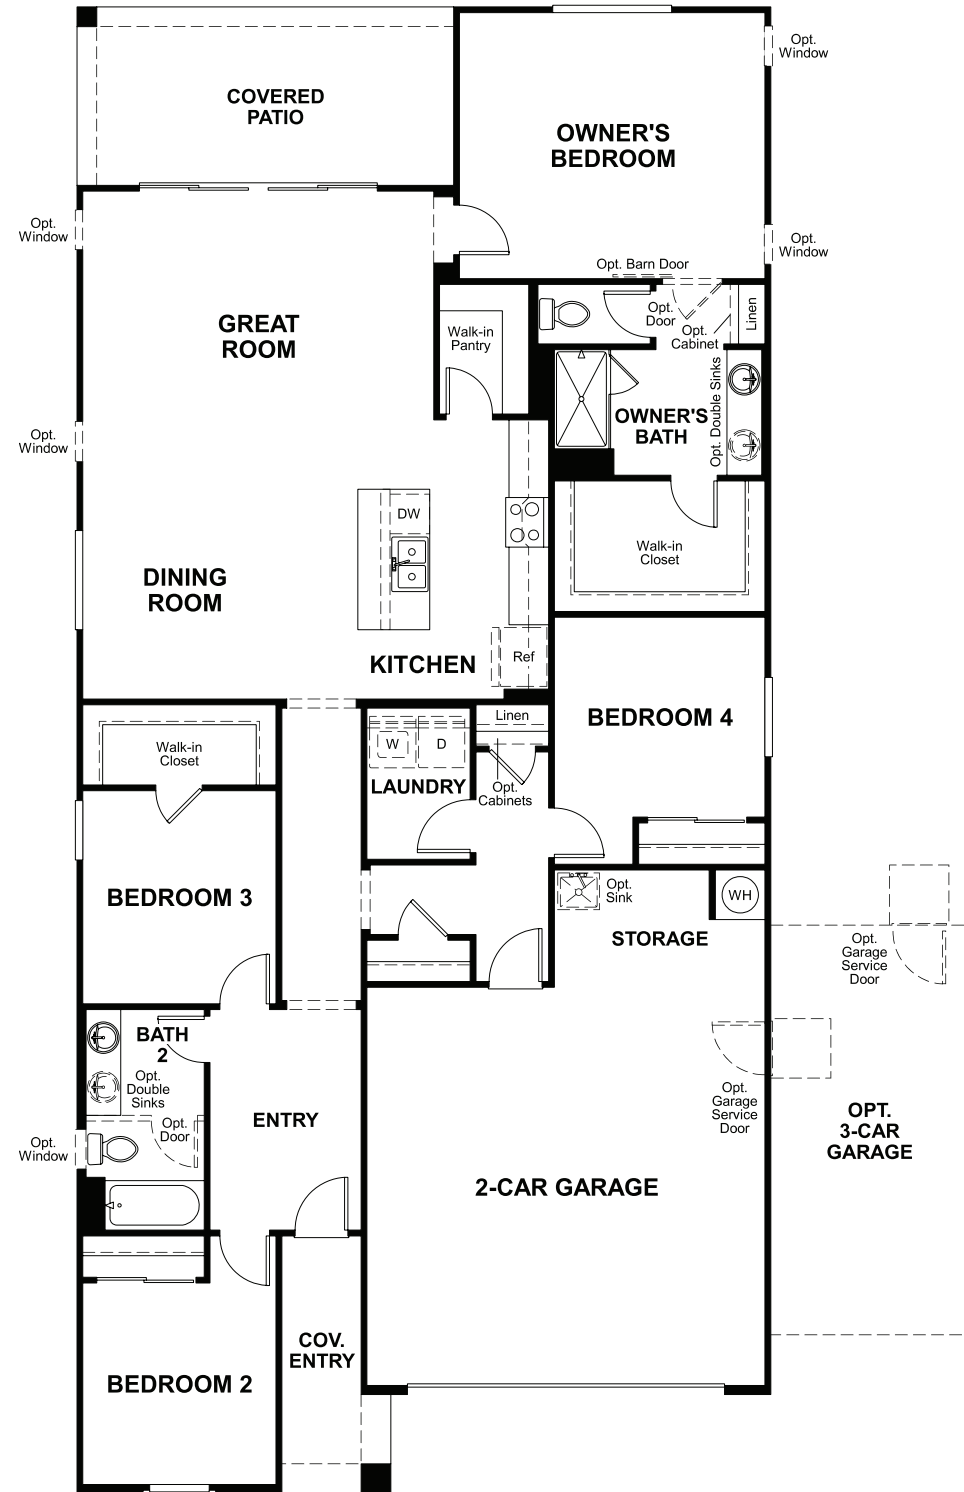 COVERED
PATIO
Opt.
Window
OWNER'S
BEDROOM
Opt.
Window
Opt.
Window
Opt. Barn Door
GREAT
ROOM
Walk-in
Pantry
Opt.
Door
Opt.
Cabinet
Linen
Opt. Double Sinks
OWNER'S
BATH
Opt.
Window
DW
Walk-in
Closet
DINING
ROOM
KITCHEN
Ref
Walk-in
Closet
W
D
LAUNDRY
Linen
Opt.
Cabinets
BEDROOM 4
BEDROOM 3
Opt.
Sink
WH
STORAGE
Opt.
Garage
Service
Door
BATH
2
Opt.
Double
Sinks
Opt.
Door
Opt.
Window
ENTRY
Opt.
Garage
Service
Door
OPT.
3-CAR
GARAGE
2-CAR GARAGE
COV.
ENTRY
BEDROOM 2